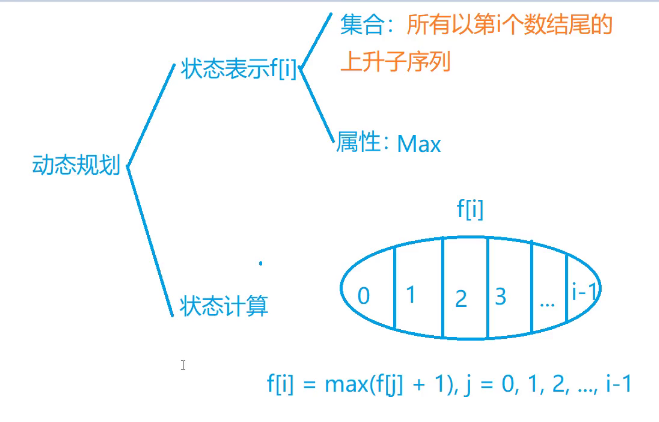 集合：所有以第i个数结尾的
上升子序列
状态表示f[i]
属性：Max
动态规划
f[i]
状态计算
0 1 2 3 ... i-1
f[i] = max(f[j] + 1), j = 0, 1, 2, ..., i-1